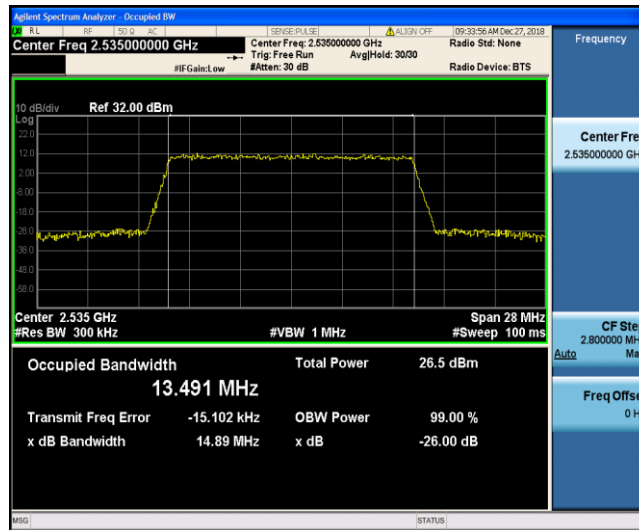 Agilent Spectrum Analyzer - Occupied BW
RL RF 50 Ω AC SENSE:PULSE ALIGN OFF 09:33:56 AM Dec 27, 2018
Center Freq 2.535000000 GHz Center Freq: 2.535000000 GHz Radio Std: None Frequency
Trig: Free Run Avg|Hold: 30/30
#IFGain:Low #Atten: 30 dB Radio Device: BTS
10 dB/div Ref 32.00 dBm
Log
22.0
12.0
2.00
-8.00
-18.0
-28.0
-38.0
-48.0
-58.0
Center Fre
2.535000000 GH
Center 2.535 GHz Span 28 MHz
#Res BW 300 kHz #VBW 1 MHz #Sweep 100 ms
CF Ste
2.800000 MH
Auto Ma
Occupied Bandwidth Total Power 26.5 dBm
13.491 MHz
Transmit Freq Error -15.102 kHz OBW Power 99.00 %
x dB Bandwidth 14.89 MHz x dB -26.00 dB
Freq Offse
0 H
MSG STATUS